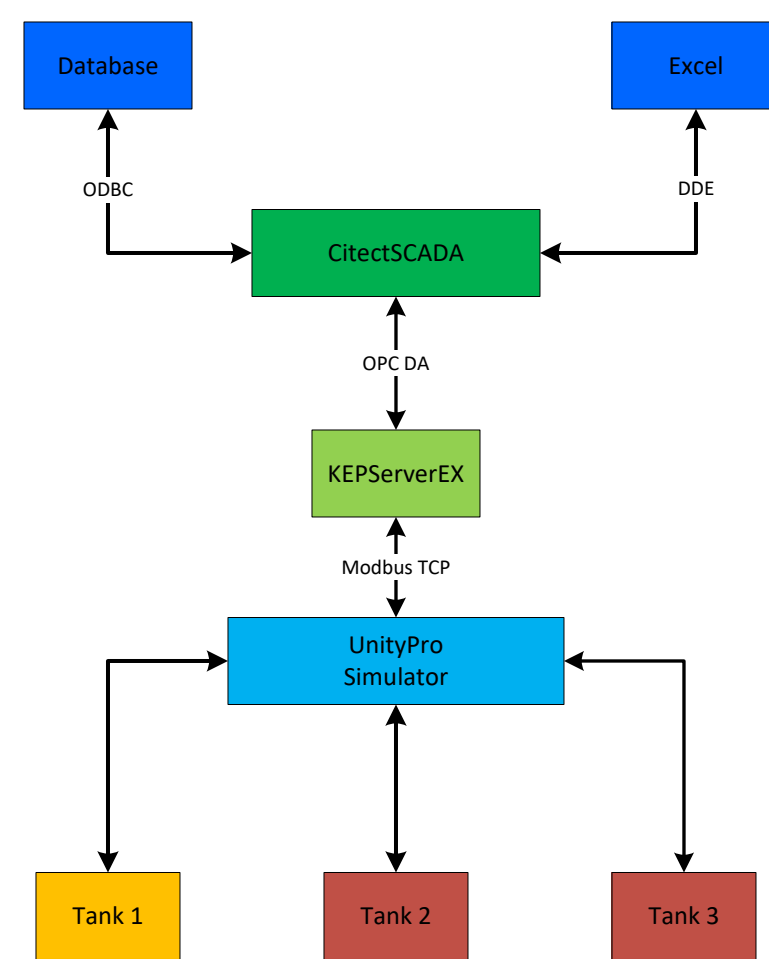 Database
Excel
ODBC
DDE
CitectSCADA
OPC DA
KEPServerEX
Modbus TCP
UnityPro
Simulator
Tank 1
Tank 2
Tank 3